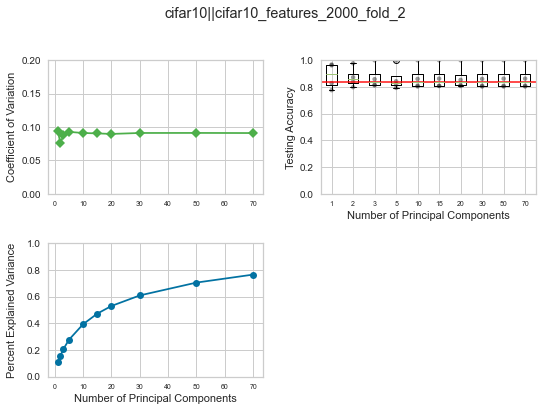 cifar10||cifar10_features_2000_fold_2
Coefficient of Variation
0.20
0.15
0.10
0.05
0.00
0 10 20 30 40 50 60 70
Testing Accuracy
1.0
0.8
0.6
0.4
0.2
0.0
1 2 3 5 10 15 20 30 50 70
Number of Principal Components
Percent Explained Variance
1.0
0.8
0.6
0.4
0.2
0.0
0 10 20 30 40 50 60 70
Number of Principal Components